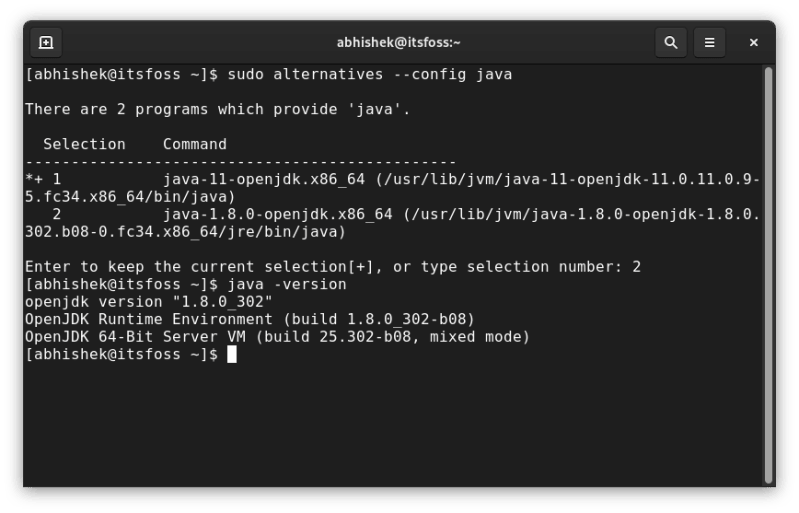 abhishek@itsfoss:~
[abhishek@itsfoss ~]$ sudo alternatives --config java
There are 2 programs which provide 'java'.
  Selection    Command
-----------------------------------------------
*+ 1           java-11-openjdk.x86_64 (/usr/lib/jvm/java-11-openjdk-11.0.11.0.9-
5.fc34.x86_64/bin/java)
   2           java-1.8.0-openjdk.x86_64 (/usr/lib/jvm/java-1.8.0-openjdk-1.8.0.
302.b08-0.fc34.x86_64/jre/bin/java)
Enter to keep the current selection[+], or type selection number: 2
[abhishek@itsfoss ~]$ java -version
openjdk version "1.8.0_302"
OpenJDK Runtime Environment (build 1.8.0_302-b08)
OpenJDK 64-Bit Server VM (build 25.302-b08, mixed mode)
[abhishek@itsfoss ~]$